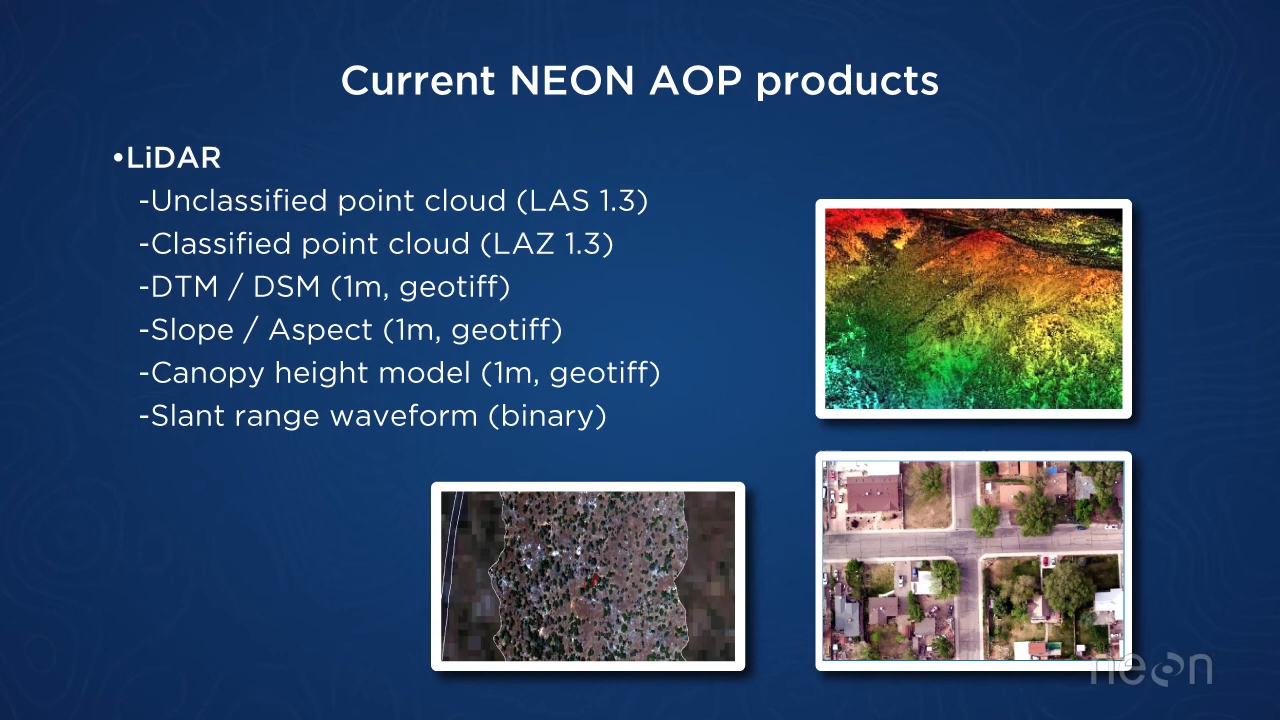 Current NEON AOP products
•LiDAR
-Unclassified point cloud (LAS 1.3)
-Classified point cloud (LAZ 1.3)
-DTM / DSM (1m, geotiff)
-Slope / Aspect (1m, geotiff)
-Canopy height model (1m, geotiff)
-Slant range waveform (binary)
neon